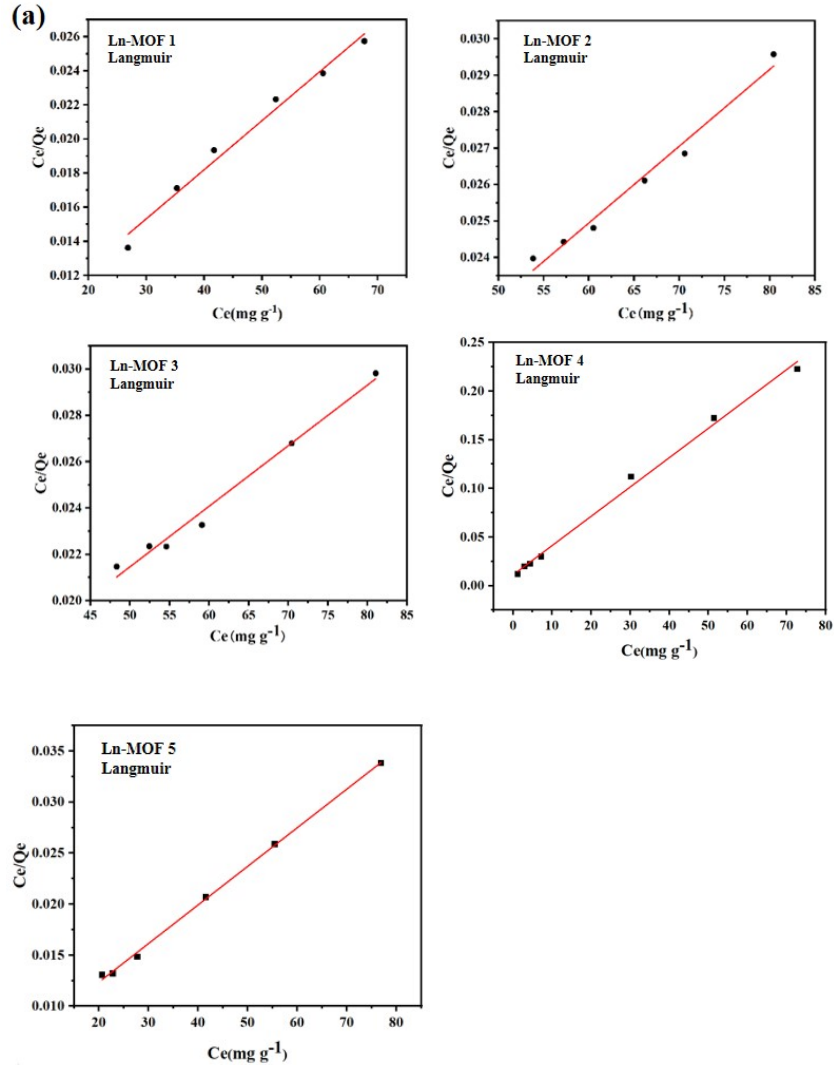 (a)
Ln-MOF 1
Langmuir
0.026
0.024
0.022
0.020
0.018
0.016
0.014
0.012
Ce/Qe
20 30 40 50 60 70
Ce(mg g⁻¹)
Ln-MOF 2
Langmuir
0.030
0.029
0.027
0.026
0.024
Ce/Qe
50 55 60 65 70 75 80 85
Ce(mg g⁻¹)
Ln-MOF 3
Langmuir
0.030
0.028
0.026
0.024
0.022
0.020
Ce/Qe
45 50 55 60 65 70 75 80 85
Ce(mg g⁻¹)
Ln-MOF 4
Langmuir
0.25
0.20
0.15
0.10
0.05
0.00
Ce/Qe
0 10 20 30 40 50 60 70 80
Ce(mg g⁻¹)
Ln-MOF 5
Langmuir
0.035
0.030
0.025
0.020
0.015
0.010
Ce/Qe
20 30 40 50 60 70 80
Ce(mg g⁻¹)